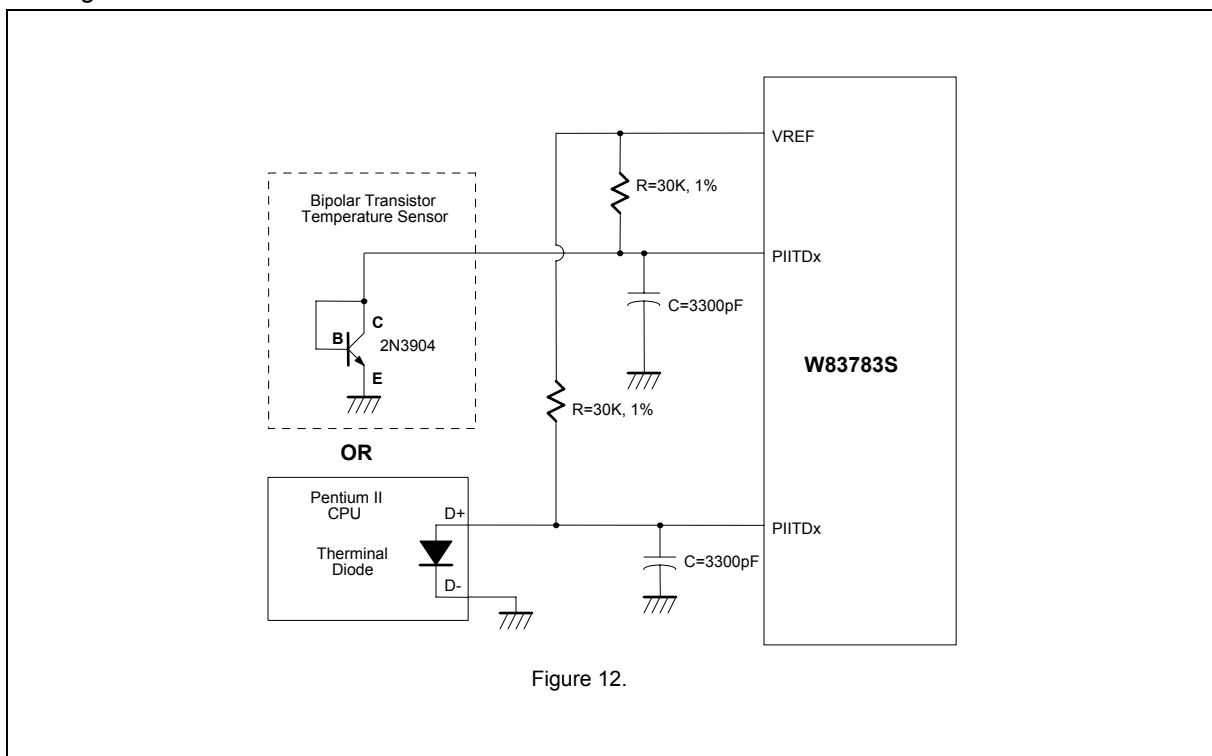 VREF
R=30K, 1%
Bipolar Transistor
Temperature Sensor
PIITDx
C=3300pF
C
B
2N3904
E
W83783S
R=30K, 1%
OR
Pentium II
CPU
D+
PIITDx
Therminal
Diode
C=3300pF
D-
Figure 12.